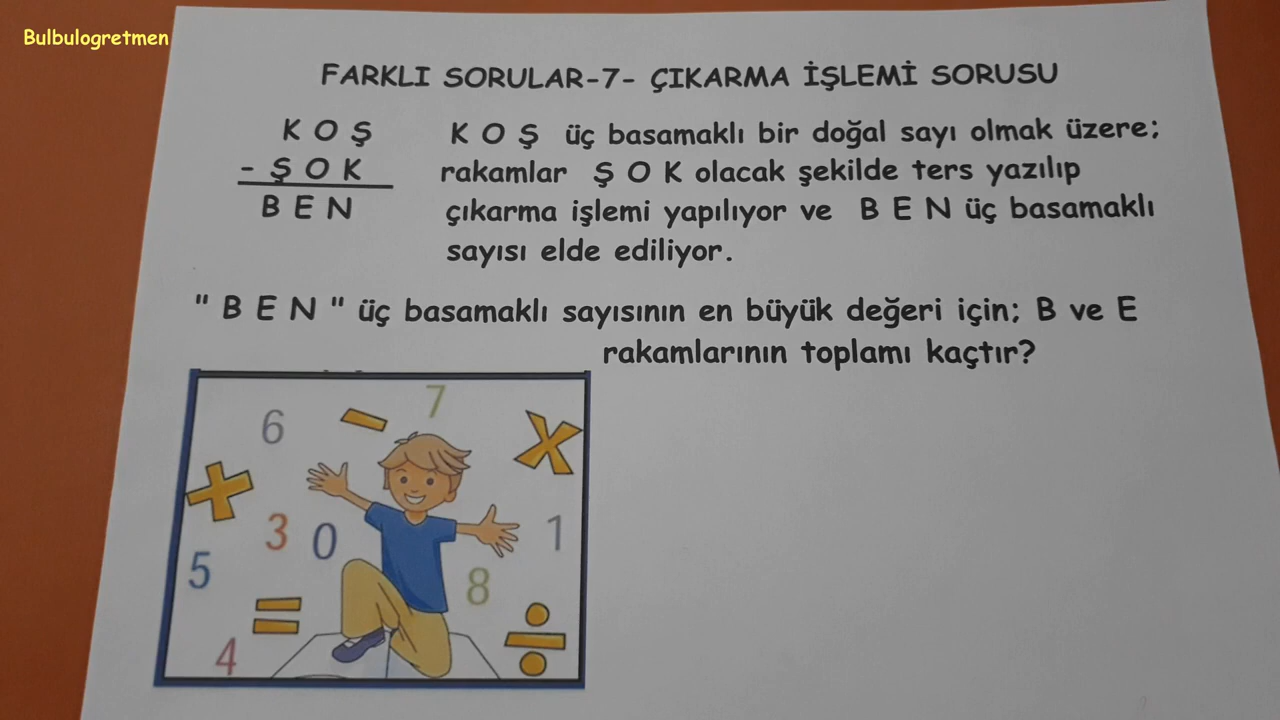 Bulbulogretmen
FARKLI SORULAR-7- ÇIKARMA İŞLEMİ SORUSU
K O Ş
- Ş O K
B E N
K O Ş üç basamaklı bir doğal sayı olmak üzere;
rakamlar Ş O K olacak şekilde ters yazılıp
çıkarma işlemi yapılıyor ve B E N üç basamaklı
sayısı elde ediliyor.
" B E N " üç basamaklı sayısının en büyük değeri için; B ve E
rakamlarının toplamı kaçtır?
6 - 7 x
+ 3 0 1
5 8
= ÷
4